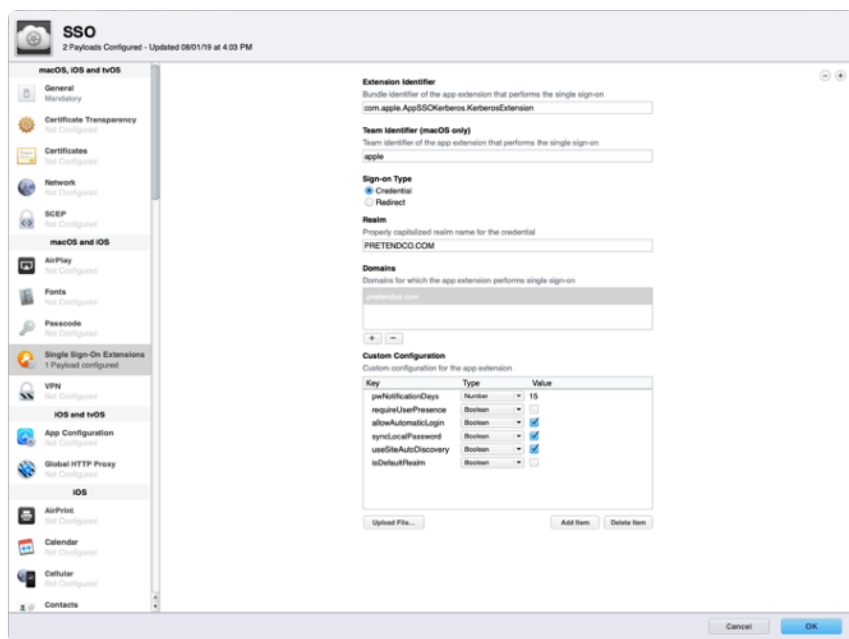 SSO
2 Payloads Configured - Updated 08/01/19 at 4:03 PM
macOS, iOS and tvOS
General
Mandatory
Certificate Transparency
Not Configured
Certificates
Not Configured
Network
Not Configured
SCEP
Not Configured
macOS and iOS
AirPlay
Not Configured
Fonts
Not Configured
Passcode
Not Configured
Single Sign-On Extensions
1 Payload configured
VPN
Not Configured
iOS and tvOS
App Configuration
Not Configured
Global HTTP Proxy
Not Configured
iOS
AirPrint
Not Configured
Calendar
Not Configured
Cellular
Not Configured
Contacts
Extension Identifier
Bundle identifier of the app extension that performs the single sign-on
com.apple.AppSSOKerberos.KerberosExtension
Team Identifier (macOS only)
Team identifier of the app extension that performs the single sign-on
apple
Sign-on Type
Credential
Redirect
Realm
Properly capitalized realm name for the credential
PRETENDCO.COM
Domains
Domains for which the app extension performs single sign-on
pretendco.com
Custom Configuration
Custom configuration for the app extension
Key Type Value
pwNotificationDays Number 15
requireUserPresence Boolean
allowAutomaticLogin Boolean
syncLocalPassword Boolean
useSiteAutoDiscovery Boolean
isDefaultRealm Boolean
Upload File... Add Item Delete Item
Cancel OK